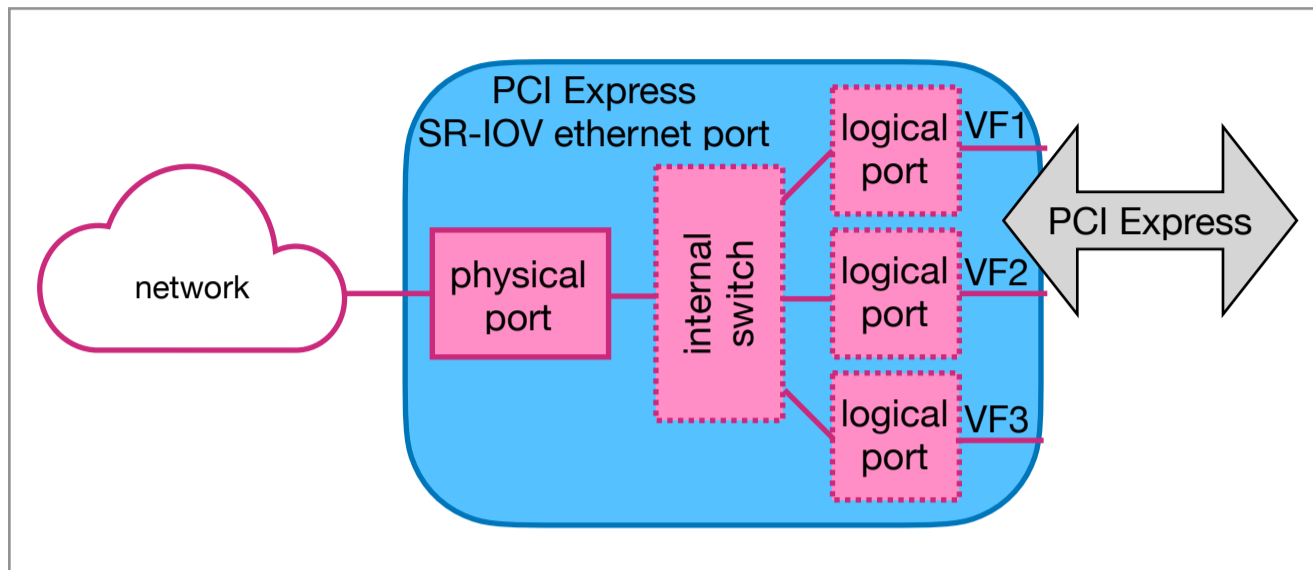 PCI Express
SR-IOV ethernet port
network
physical
port
internal
switch
logical
port
VF1
logical
port
VF2
logical
port
VF3
PCI Express